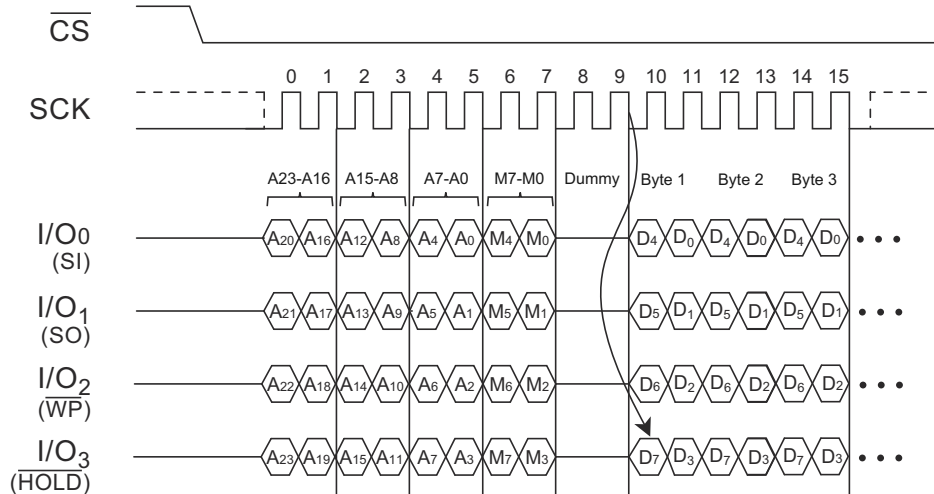 CS
0 1 2 3 4 5 6 7 8 9 10 11 12 13 14 15
SCK
A23-A16 A15-A8 A7-A0 M7-M0 Dummy Byte 1 Byte 2 Byte 3
I/O0 A20 A16 A12 A8 A4 A0 M4 M0 D4 D0 D4 D0 D4 D0 • • •
(SI)
I/O1 A21 A17 A13 A9 A5 A1 M5 M1 D5 D1 D5 D1 D5 D1 • • •
(SO)
I/O2 A22 A18 A14 A10 A6 A2 M6 M2 D6 D2 D6 D2 D6 D2 • • •
(WP)
I/O3 A23 A19 A15 A11 A7 A3 M7 M3 D7 D3 D7 D3 D7 D3 • • •
(HOLD)